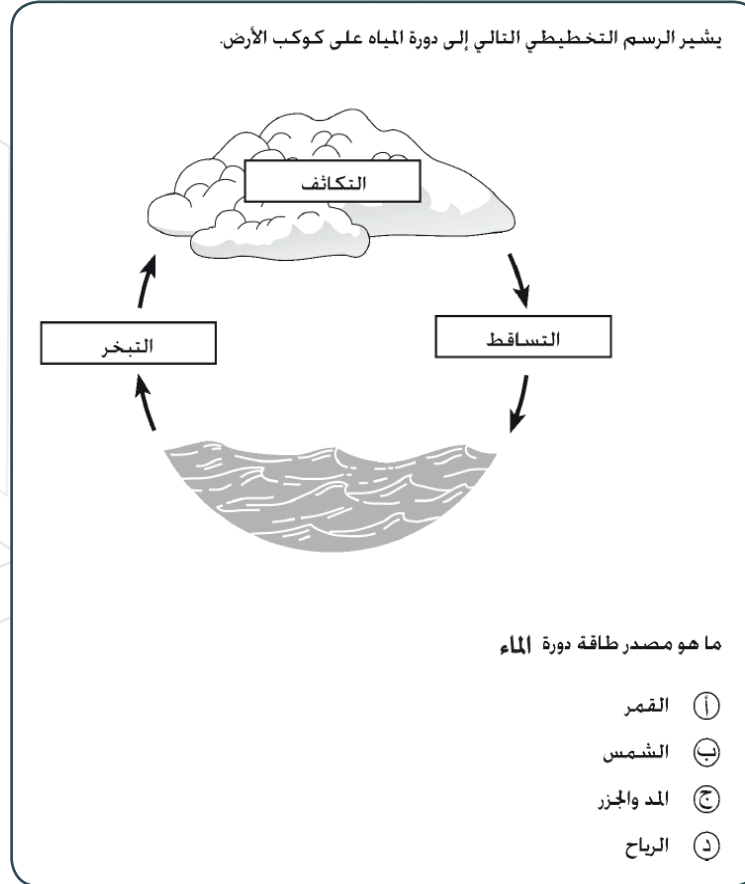 يشير الرسم التخطيطي التالي إلى دورة المياه على كوكب الأرض.
التكاثف
التساقط
التبخر
ما هو مصدر طاقة دورة الماء
أ القمر
ب الشمس
ج المد والجزر
د الرياح